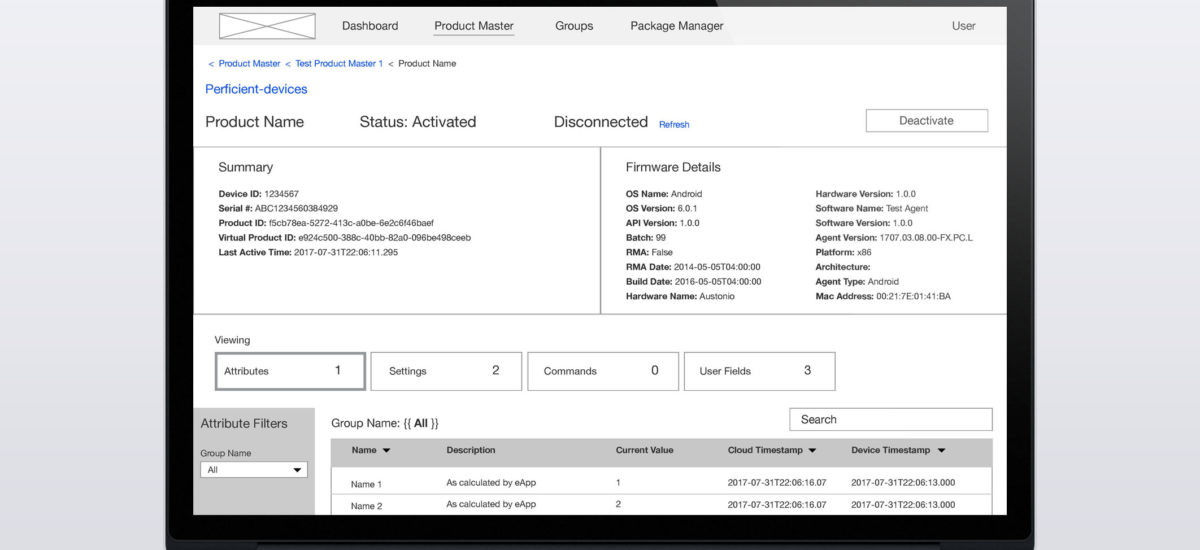 Dashboard Product Master Groups Package Manager User
< Product Master < Test Product Master 1 < Product Name
Perficient-devices
Product Name Status: Activated Disconnected Refresh Deactivate
Summary
Device ID: 1234567
Serial #: ABC1234560384929
Product ID: f5cb78ea-5272-413c-a0be-6e2c6f46baef
Virtual Product ID: e924c500-388c-40bb-82a0-096be498ceeb
Last Active Time: 2017-07-31T22:06:11.295
Firmware Details
OS Name: Android
OS Version: 6.0.1
API Version: 1.0.0
Batch: 99
RMA: False
RMA Date: 2014-05-05T04:00:00
Build Date: 2016-05-05T04:00:00
Hardware Name: Austonio
Hardware Version: 1.0.0
Software Name: Test Agent
Software Version: 1.0.0
Agent Version: 1707.03.08.00-FX.PC.L
Platform: x86
Architecture:
Agent Type: Android
Mac Address: 00:21:7E:01:41:BA
Viewing
Attributes 1 Settings 2 Commands 0 User Fields 3
Attribute Filters
Group Name
All
Group Name: {{ All }}
Search
Name Description Current Value Cloud Timestamp Device Timestamp
Name 1 As calculated by eApp 1 2017-07-31T22:06:16.07 2017-07-31T22:06:13.000
Name 2 As calculated by eApp 2 2017-07-31T22:06:16.07 2017-07-31T22:06:13.000